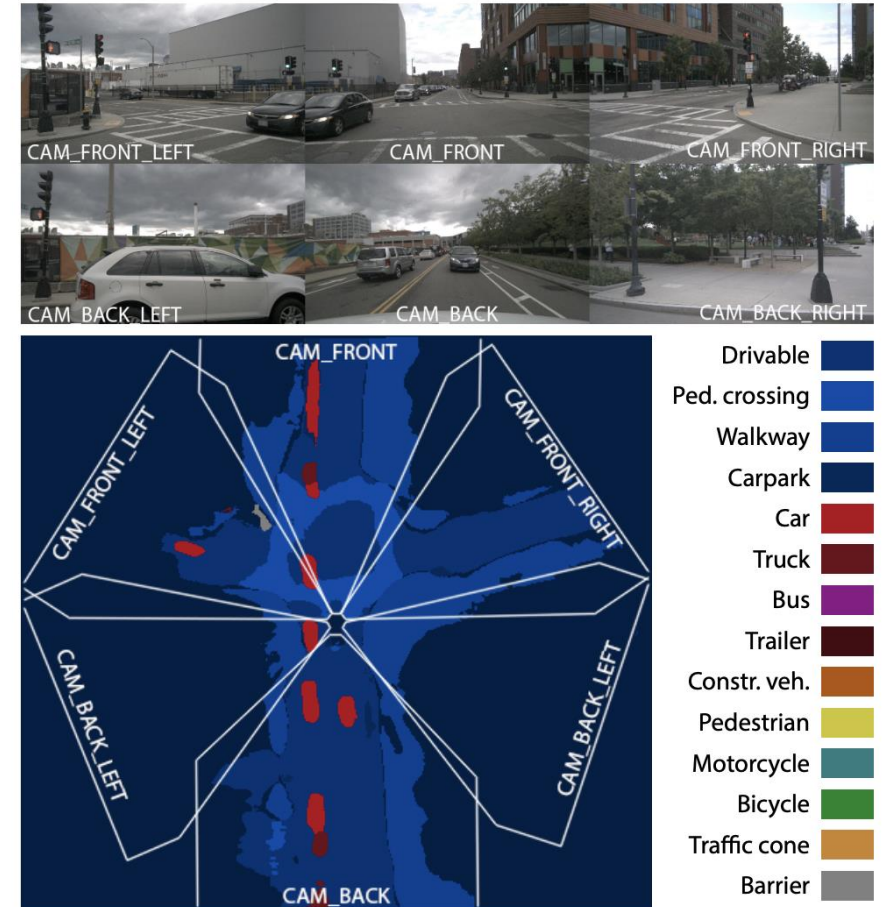 CAM_FRONT_LEFT
CAM_FRONT
CAM_FRONT_RIGHT
CAM_BACK_LEFT
CAM_BACK
CAM_BACK_RIGHT
CAM_FRONT
CAM_FRONT_LEFT
CAM_FRONT_RIGHT
CAM_BACK_LEFT
CAM_BACK_LEFT
CAM_BACK
Drivable
Ped. crossing
Walkway
Carpark
Car
Truck
Bus
Trailer
Constr. veh.
Pedestrian
Motorcycle
Bicycle
Traffic cone
Barrier